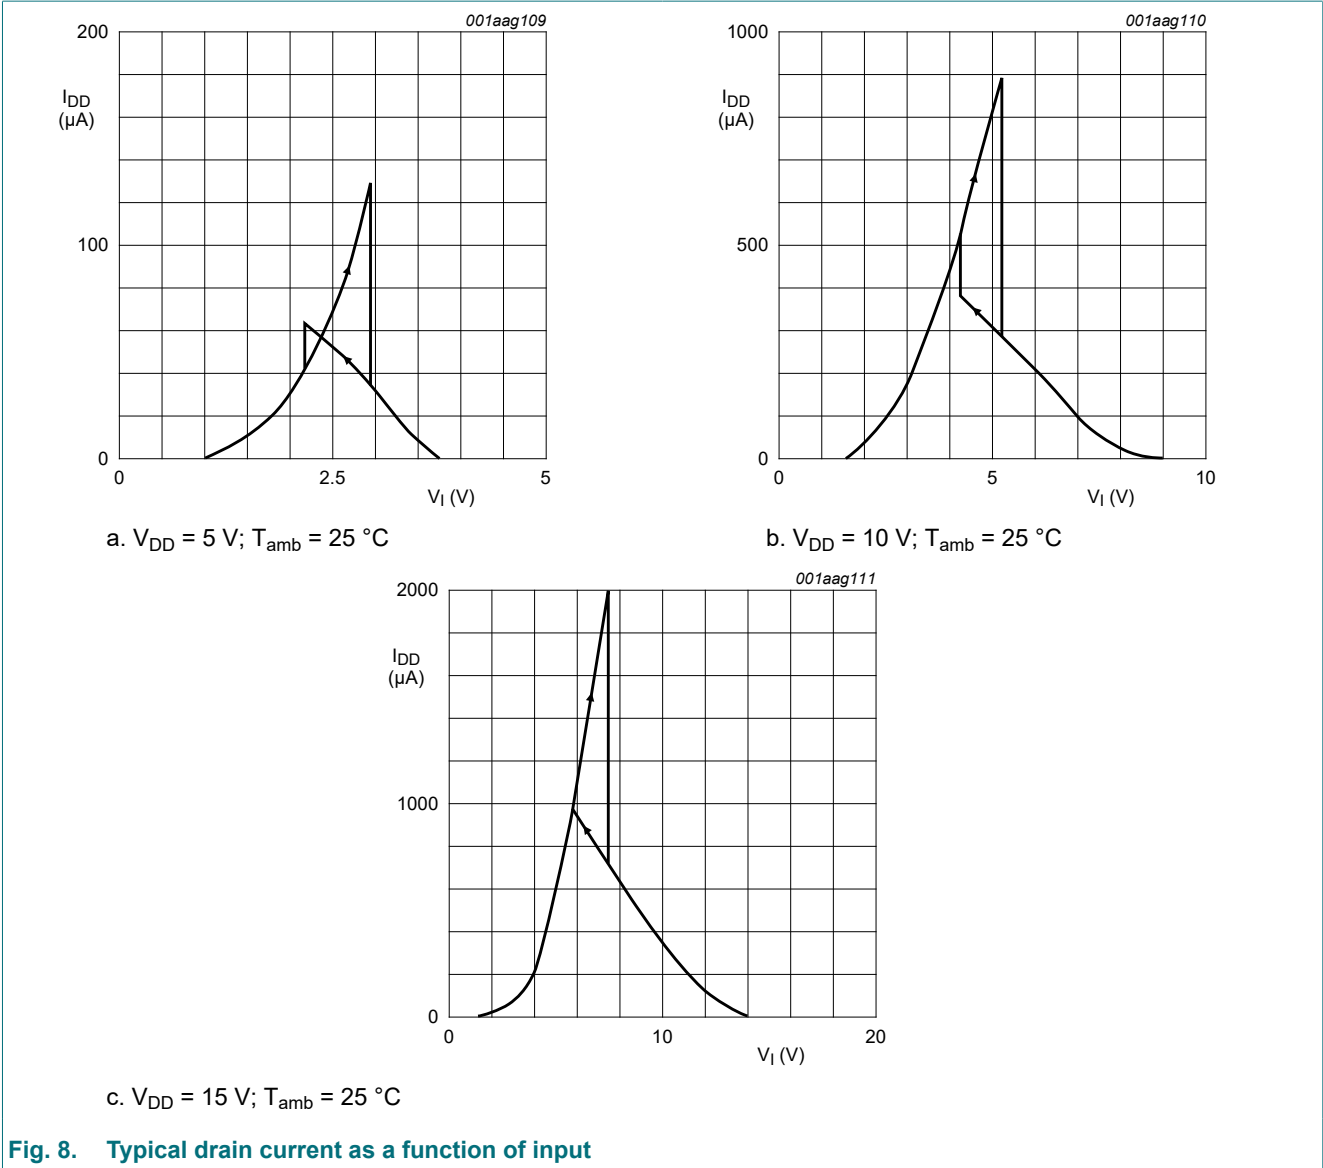 001aag109
200
IDD
(µA)
100
0
0 2.5 5
VI (V)
a. VDD = 5 V; Tamb = 25 °C
001aag110
1000
IDD
(µA)
500
0
0 5 10
VI (V)
b. VDD = 10 V; Tamb = 25 °C
001aag111
2000
IDD
(µA)
1000
0
0 10 20
VI (V)
c. VDD = 15 V; Tamb = 25 °C
Fig. 8. Typical drain current as a function of input